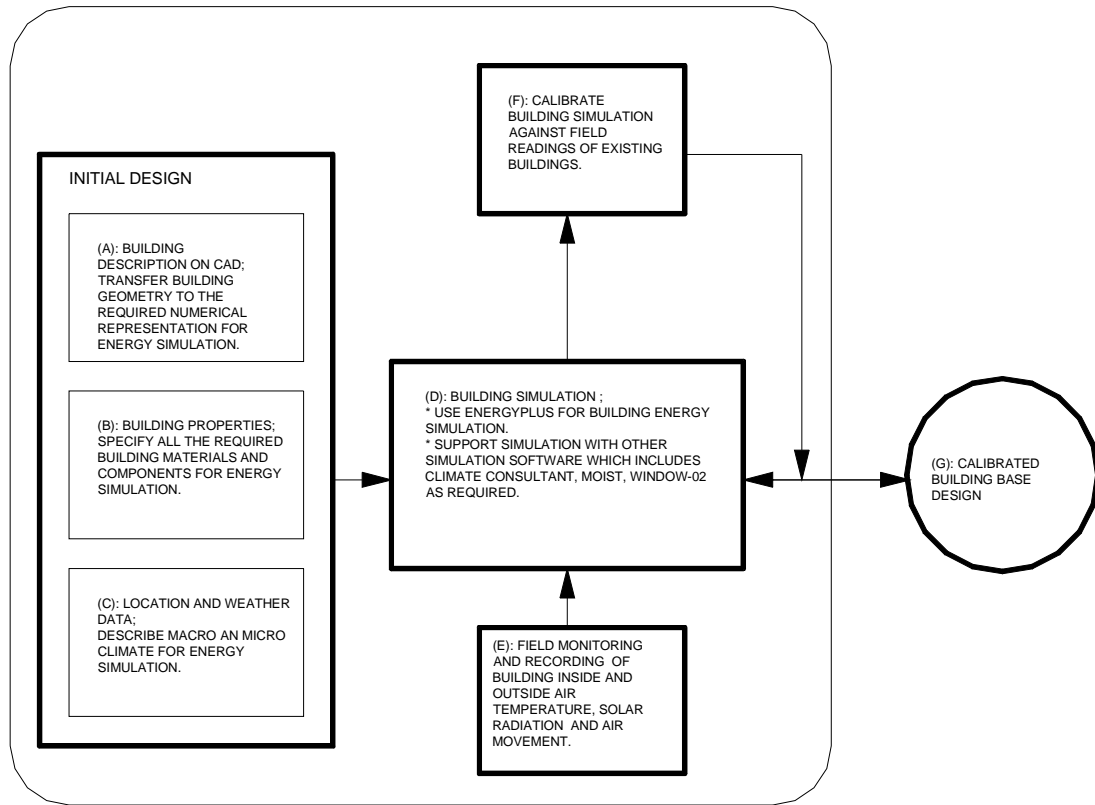 INITIAL DESIGN
(A): BUILDING
DESCRIPTION ON CAD;
TRANSFER BUILDING
GEOMETRY TO THE
REQUIRED NUMERICAL
REPRESENTATION FOR
ENERGY SIMULATION.
(B): BUILDING PROPERTIES;
SPECIFY ALL THE REQUIRED
BUILDING MATERIALS AND
COMPONENTS FOR ENERGY
SIMULATION.
(C): LOCATION AND WEATHER
DATA;
DESCRIBE MACRO AN MICRO
CLIMATE FOR ENERGY
SIMULATION.
(F): CALIBRATE
BUILDING SIMULATION
AGAINST FIELD
READINGS OF EXISTING
BUILDINGS.
(D): BUILDING SIMULATION ;
* USE ENERGYPLUS FOR BUILDING ENERGY
SIMULATION.
* SUPPORT SIMULATION WITH OTHER
SIMULATION SOFTWARE WHICH INCLUDES
CLIMATE CONSULTANT, MOIST, WINDOW-02
AS REQUIRED.
(E): FIELD MONITORING
AND RECORDING OF
BUILDING INSIDE AND
OUTSIDE AIR
TEMPERATURE, SOLAR
RADIATION AND AIR
MOVEMENT.
(G): CALIBRATED
BUILDING BASE
DESIGN